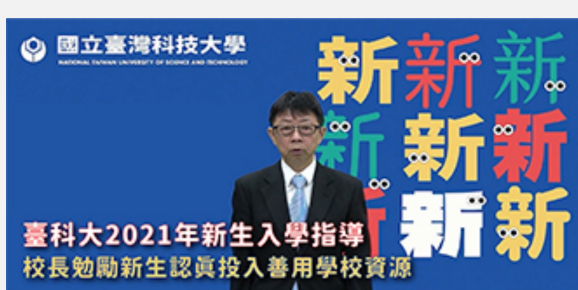 國立臺灣科技大學
NATIONAL TAIWAN UNIVERSITY OF SCIENCE AND TECHNOLOGY
新新新
新新新
新新新
臺科大2021年新生入學指導
校長勉勵新生認真投入善用學校資源